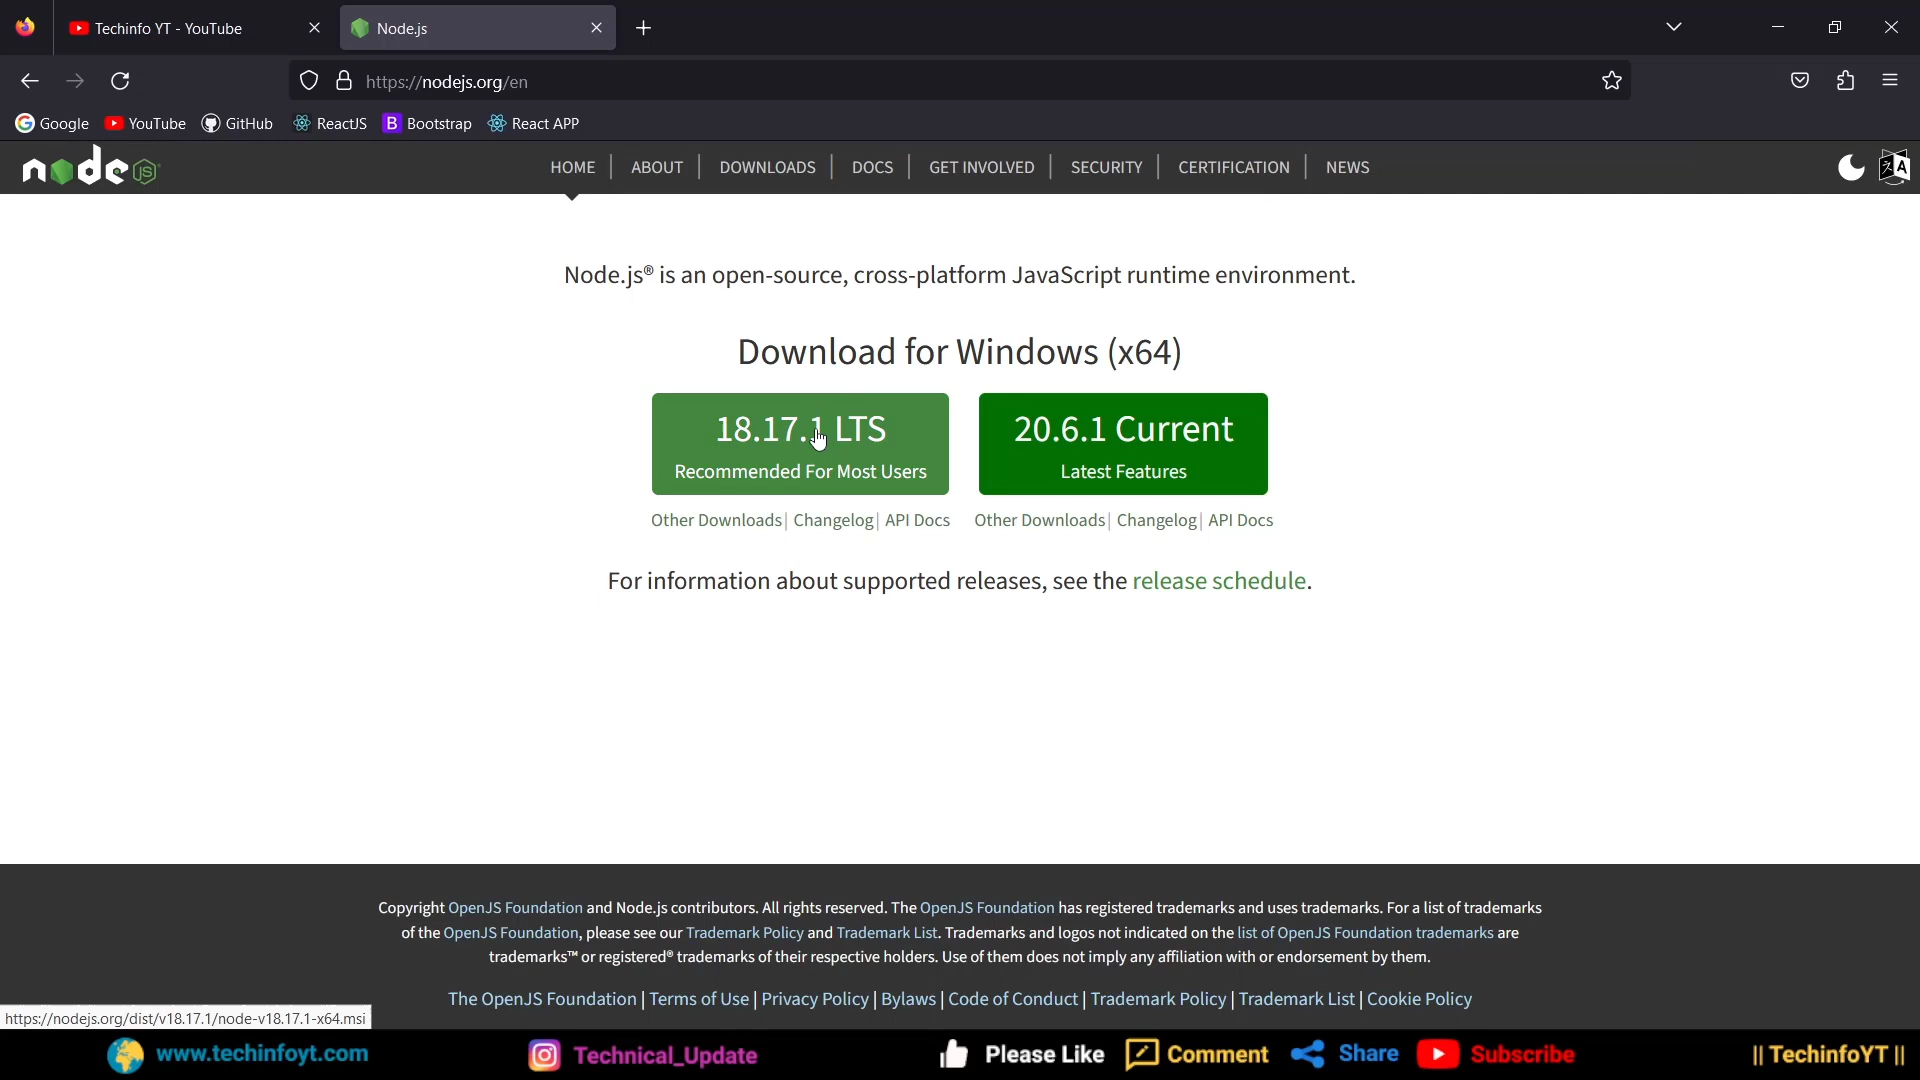 Techinfo YT - YouTube
Node.js
https://nodejs.org/en
Google YouTube GitHub ReactJS B Bootstrap React APP
node JS HOME ABOUT DOWNLOADS DOCS GET INVOLVED SECURITY CERTIFICATION NEWS
Node.js® is an open-source, cross-platform JavaScript runtime environment.
Download for Windows (x64)
18.17.1 LTS
Recommended For Most Users
20.6.1 Current
Latest Features
Other Downloads | Changelog | API Docs
Other Downloads | Changelog | API Docs
For information about supported releases, see the release schedule.
Copyright OpenJS Foundation and Node.js contributors. All rights reserved. The OpenJS Foundation has registered trademarks and uses trademarks. For a list of trademarks
of the OpenJS Foundation, please see our Trademark Policy and Trademark List. Trademarks and logos not indicated on the list of OpenJS Foundation trademarks are
trademarks™ or registered® trademarks of their respective holders. Use of them does not imply any affiliation with or endorsement by them.
The OpenJS Foundation | Terms of Use | Privacy Policy | Bylaws | Code of Conduct | Trademark Policy | Trademark List | Cookie Policy
https://nodejs.org/dist/v18.17.1/node-v18.17.1-x64.msi
www.techinfoyt.com Technical_Update Please Like Comment Share Subscribe || TechinfoYT ||